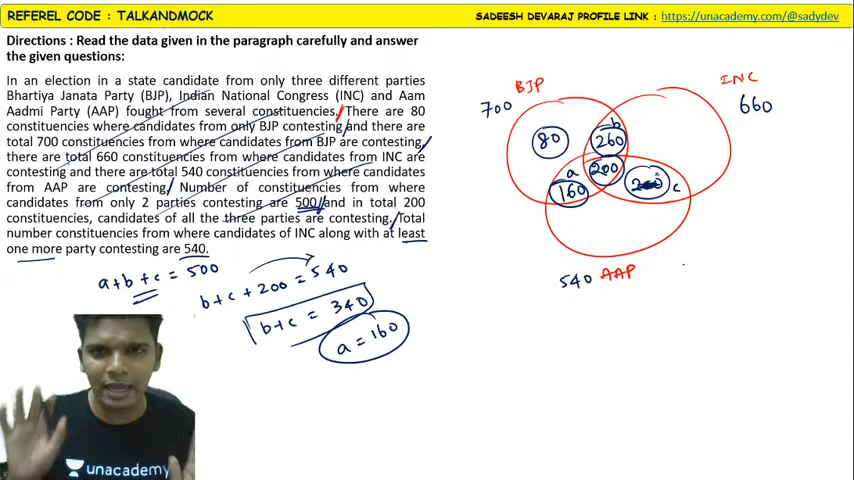 REFEREL CODE : TALKANDMOCK
SADEESH DEVARAJ PROFILE LINK : https://unacademy.com/@sadydev
Directions : Read the data given in the paragraph carefully and answer
the given questions:
In an election in a state candidate from only three different parties
Bhartiya Janata Party (BJP), Indian National Congress (INC) and Aam
Aadmi Party (AAP) fought from several constituencies. There are 80
constituencies where candidates from only BJP contesting and there are
total 700 constituencies from where candidates from BJP are contesting,
there are total 660 constituencies from where candidates from INC are
contesting and there are total 540 constituencies from where candidates
from AAP are contesting. Number of constituencies from where
candidates from only 2 parties contesting are 500 and in total 200
constituencies, candidates of all the three parties are contesting. Total
number constituencies from where candidates of INC along with at least
one more party contesting are 540.
a+b+c = 500
b+c+200 = 540
b+c = 340
a = 160
BJP
700
INC
660
80
b
260
200
a
160
c
540 AAP
unacademy